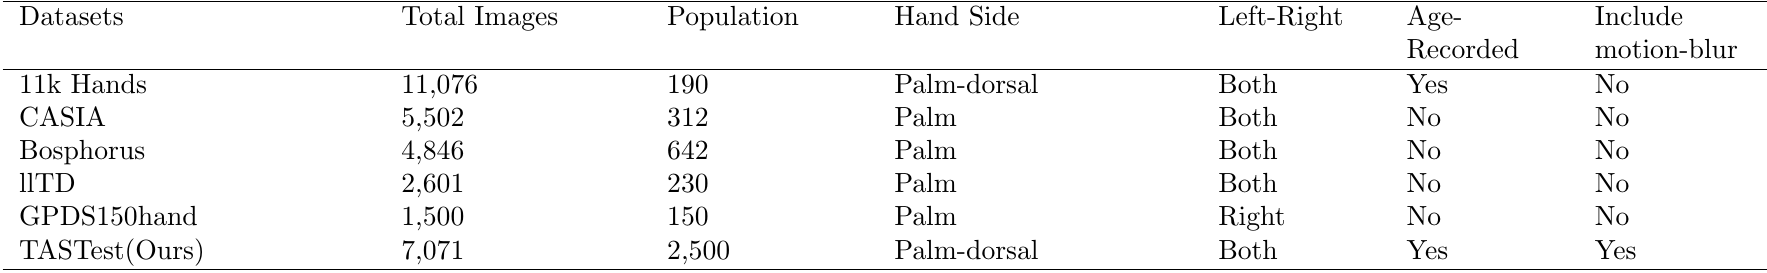 Datasets Total Images Population Hand Side Left-Right Age- Include
Recorded motion-blur
11k Hands 11,076 190 Palm-dorsal Both Yes No
CASIA 5,502 312 Palm Both No No
Bosphorus 4,846 642 Palm Both No No
llTD 2,601 230 Palm Both No No
GPDS150hand 1,500 150 Palm Right No No
TASTest(Ours) 7,071 2,500 Palm-dorsal Both Yes Yes